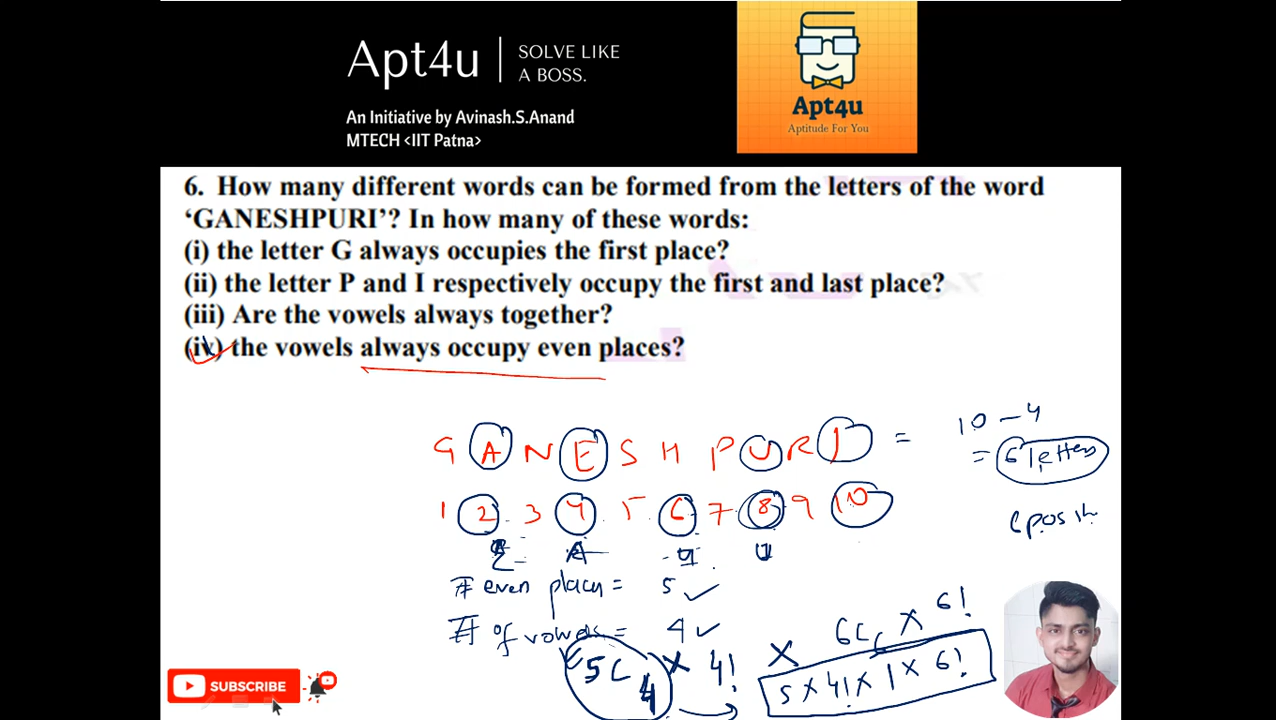 Apt4u
SOLVE LIKE
A BOSS.
An Initiative by Avinash.S.Anand
MTECH <IIT Patna>
Apt4u
Aptitude For You
6. How many different words can be formed from the letters of the word
‘GANESHPURI’? In how many of these words:
(i) the letter G always occupies the first place?
(ii) the letter P and I respectively occupy the first and last place?
(iii) Are the vowels always together?
(iv) the vowels always occupy even places?
G A N E S H P U R I = 10 - 4
= 6 letters
1 2 3 4 5 6 7 8 9 10
U
# even place = 5 ✓
# of vowels = 4 ✓
5C4 × 4! × 6C6 × 6!
5 × 4! × 1 × 6!
SUBSCRIBE